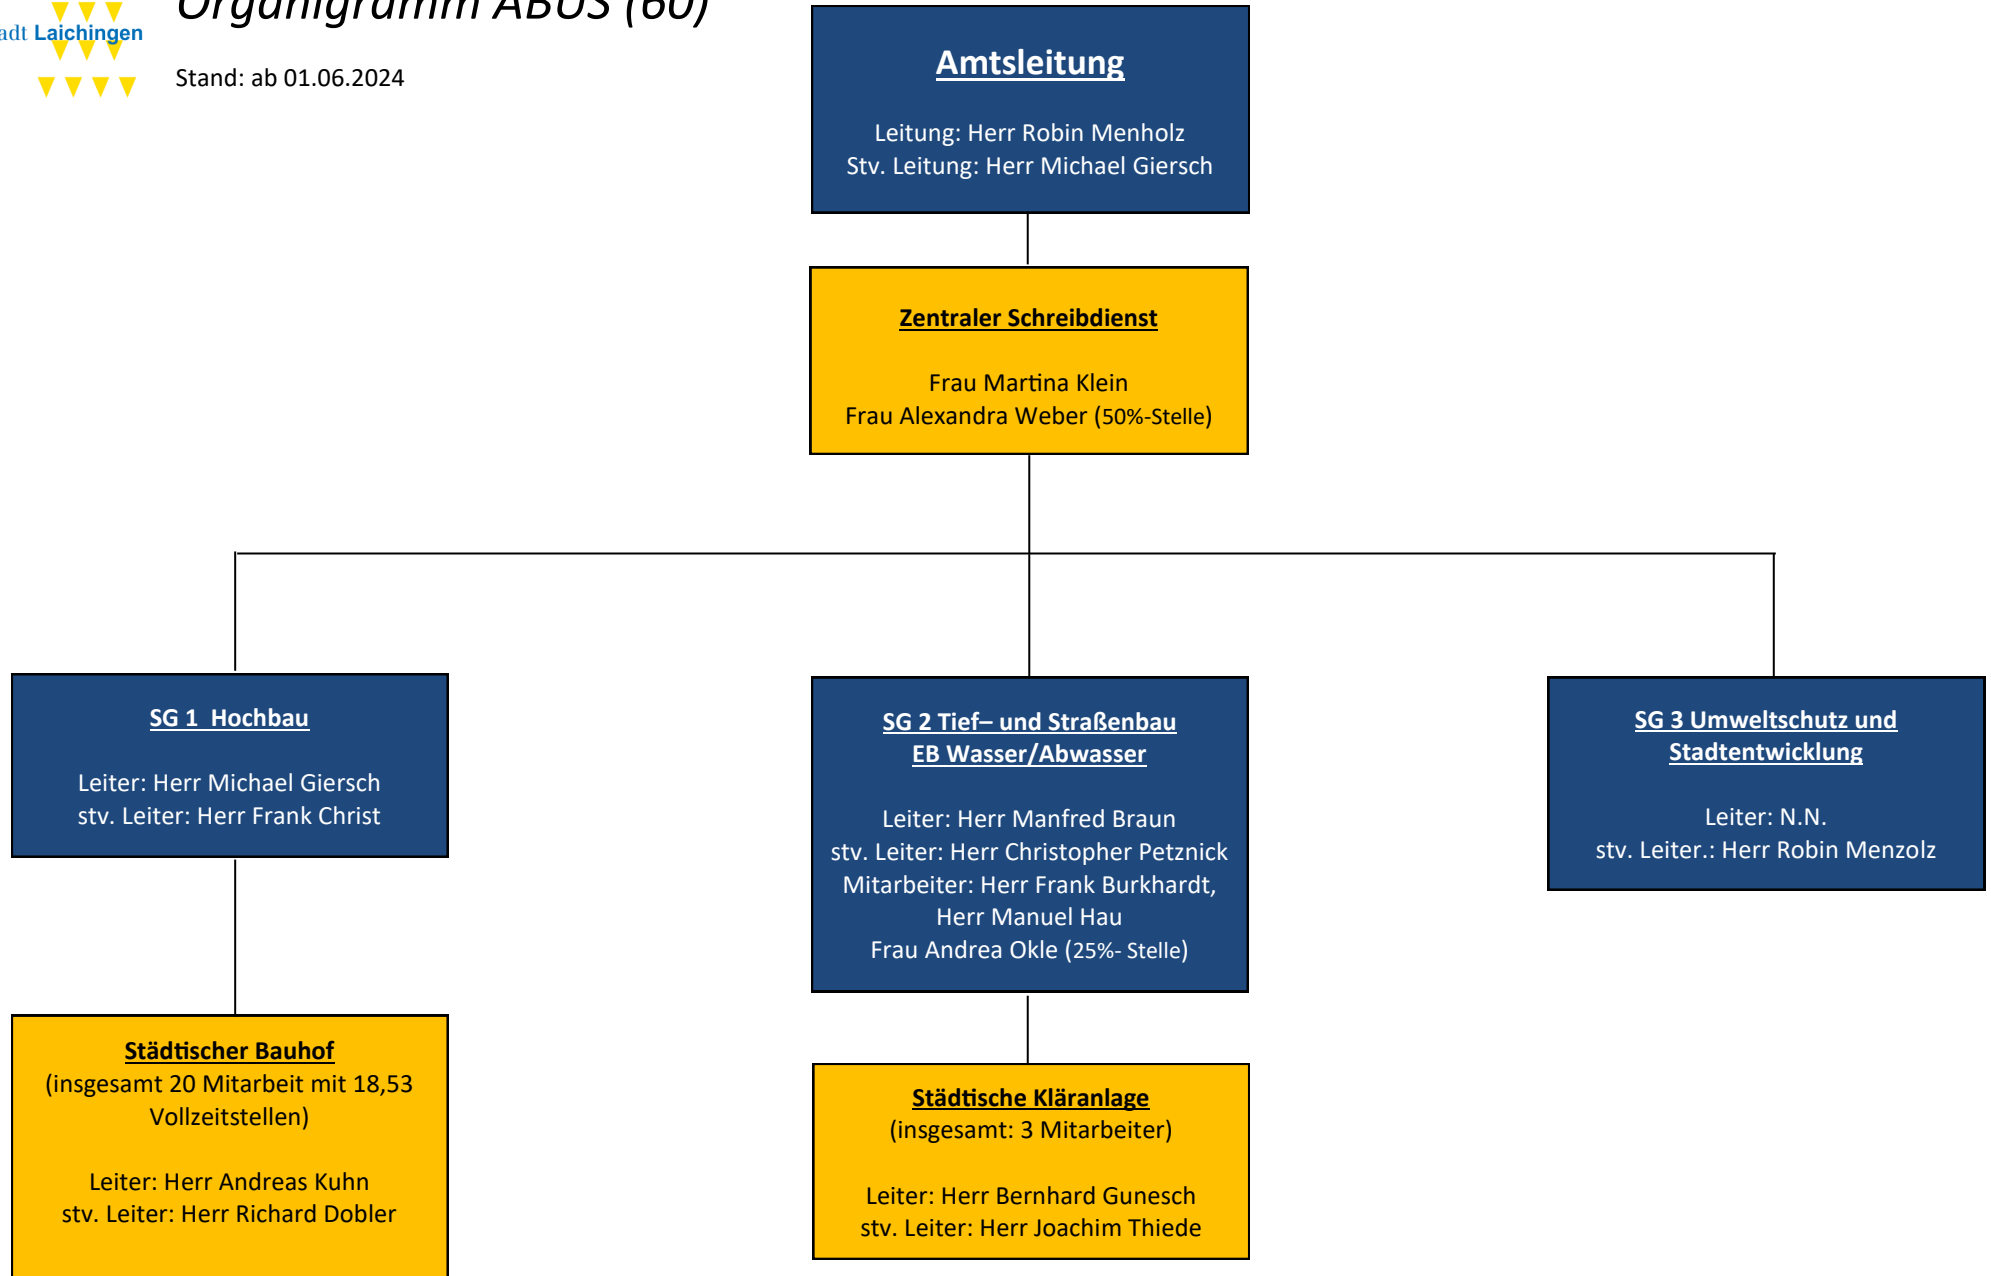 Organigramm ABUS (60)
adt Laichingen
Stand: ab 01.06.2024
Amtsleitung
Leitung: Herr Robin Menholz
Stv. Leitung: Herr Michael Giersch
Zentraler Schreibdienst
Frau Martina Klein
Frau Alexandra Weber (50%-Stelle)
SG 1 Hochbau
Leiter: Herr Michael Giersch
stv. Leiter: Herr Frank Christ
SG 2 Tief– und Straßenbau
EB Wasser/Abwasser
Leiter: Herr Manfred Braun
stv. Leiter: Herr Christopher Petznick
Mitarbeiter: Herr Frank Burkhardt,
Herr Manuel Hau
Frau Andrea Okle (25%- Stelle)
SG 3 Umweltschutz und
Stadtentwicklung
Leiter: N.N.
stv. Leiter.: Herr Robin Menzolz
Städtischer Bauhof
(insgesamt 20 Mitarbeit mit 18,53
Vollzeitstellen)
Leiter: Herr Andreas Kuhn
stv. Leiter: Herr Richard Dobler
Städtische Kläranlage
(insgesamt: 3 Mitarbeiter)
Leiter: Herr Bernhard Gunesch
stv. Leiter: Herr Joachim Thiede